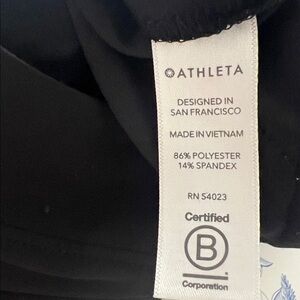 ATHLETA
DESIGNED IN
SAN FRANCISCO
MADE IN VIETNAM
86% POLYESTER
14% SPANDEX
RN 54023
Certified
B
Corporation